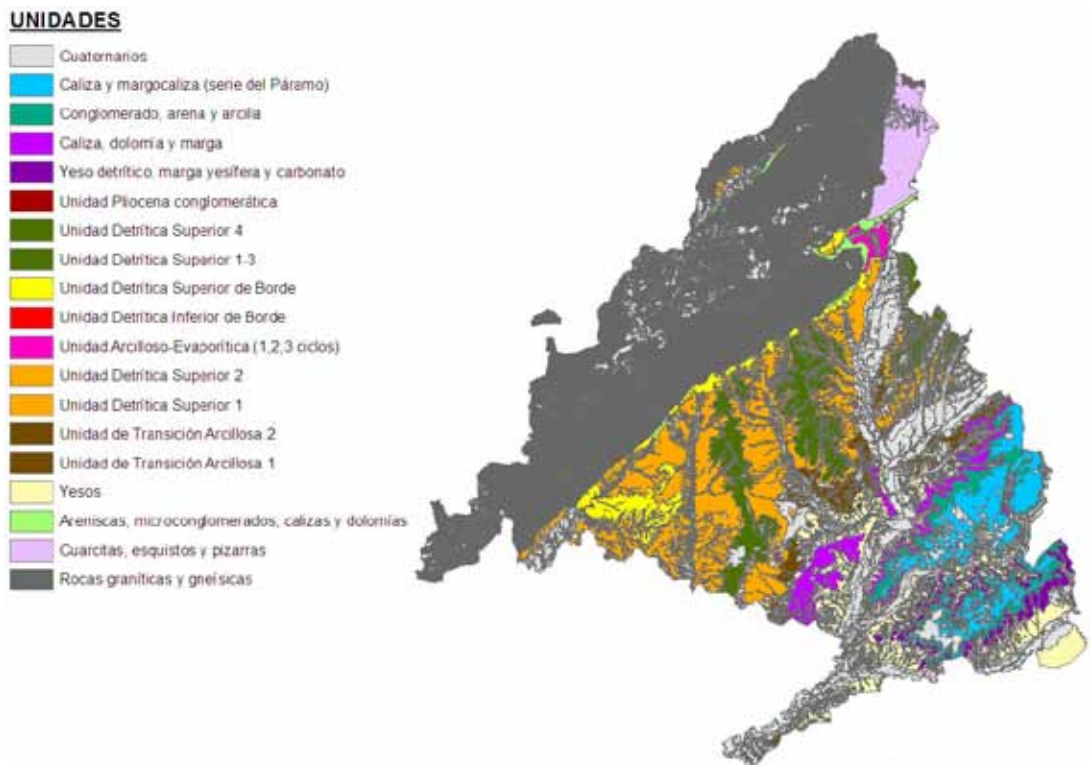 UNIDADES
Cuaternarios
Caliza y margocaliza (serie del Páramo)
Conglomerado, arena y arcilla
Caliza, dolomía y marga
Yeso detrítico, marga yesífera y carbonato
Unidad Pliocena conglomerática
Unidad Detrítica Superior 4
Unidad Detrítica Superior 1-3
Unidad Detrítica Superior de Borde
Unidad Detrítica Inferior de Borde
Unidad Arcilloso-Evaporítica (1,2,3 ciclos)
Unidad Detrítica Superior 2
Unidad Detrítica Superior 1
Unidad de Transición Arcillosa 2
Unidad de Transición Arcillosa 1
Yesos
Areniscas, microconglomerados, calizas y dolomías
Cuarcitas, esquistos y pizarras
Rocas graníticas y gneísicas